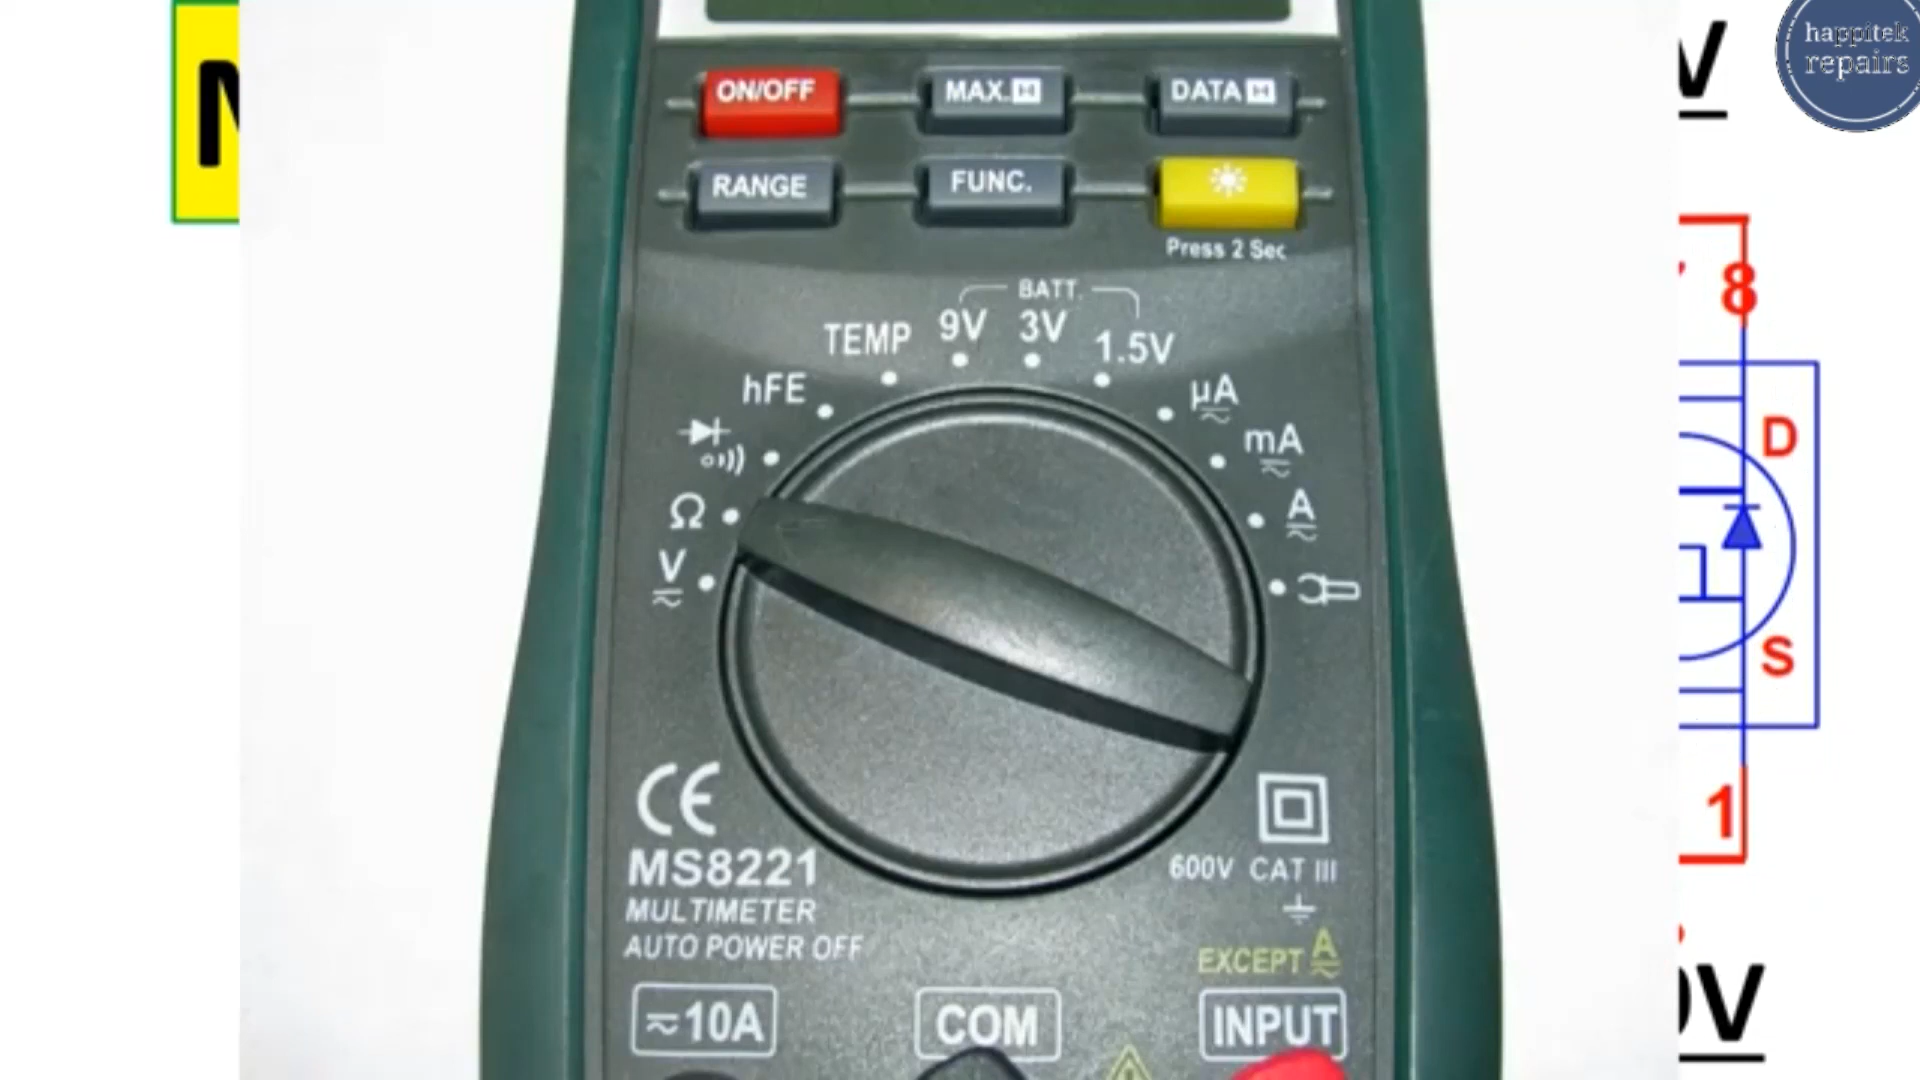 happitek
repairs
ON/OFF
MAX.H
DATA H
RANGE
FUNC.
Press 2 Sec
BATT.
9V
3V
1.5V
TEMP
hFE
Ω
V
µA
mA
A
8
D
S
1
CE
MS8221
MULTIMETER
AUTO POWER OFF
600V CAT III
EXCEPT A
10A
COM
INPUT
V